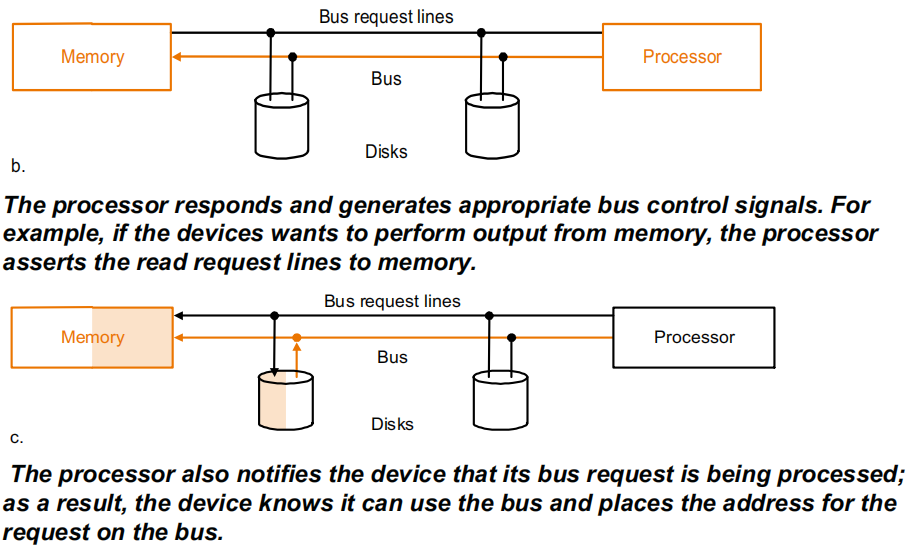 Bus request lines
Memory
Processor
Bus
Disks
b.
The processor responds and generates appropriate bus control signals. For
example, if the devices wants to perform output from memory, the processor
asserts the read request lines to memory.
Bus request lines
Memory
Processor
Bus
Disks
c.
The processor also notifies the device that its bus request is being processed;
as a result, the device knows it can use the bus and places the address for the
request on the bus.